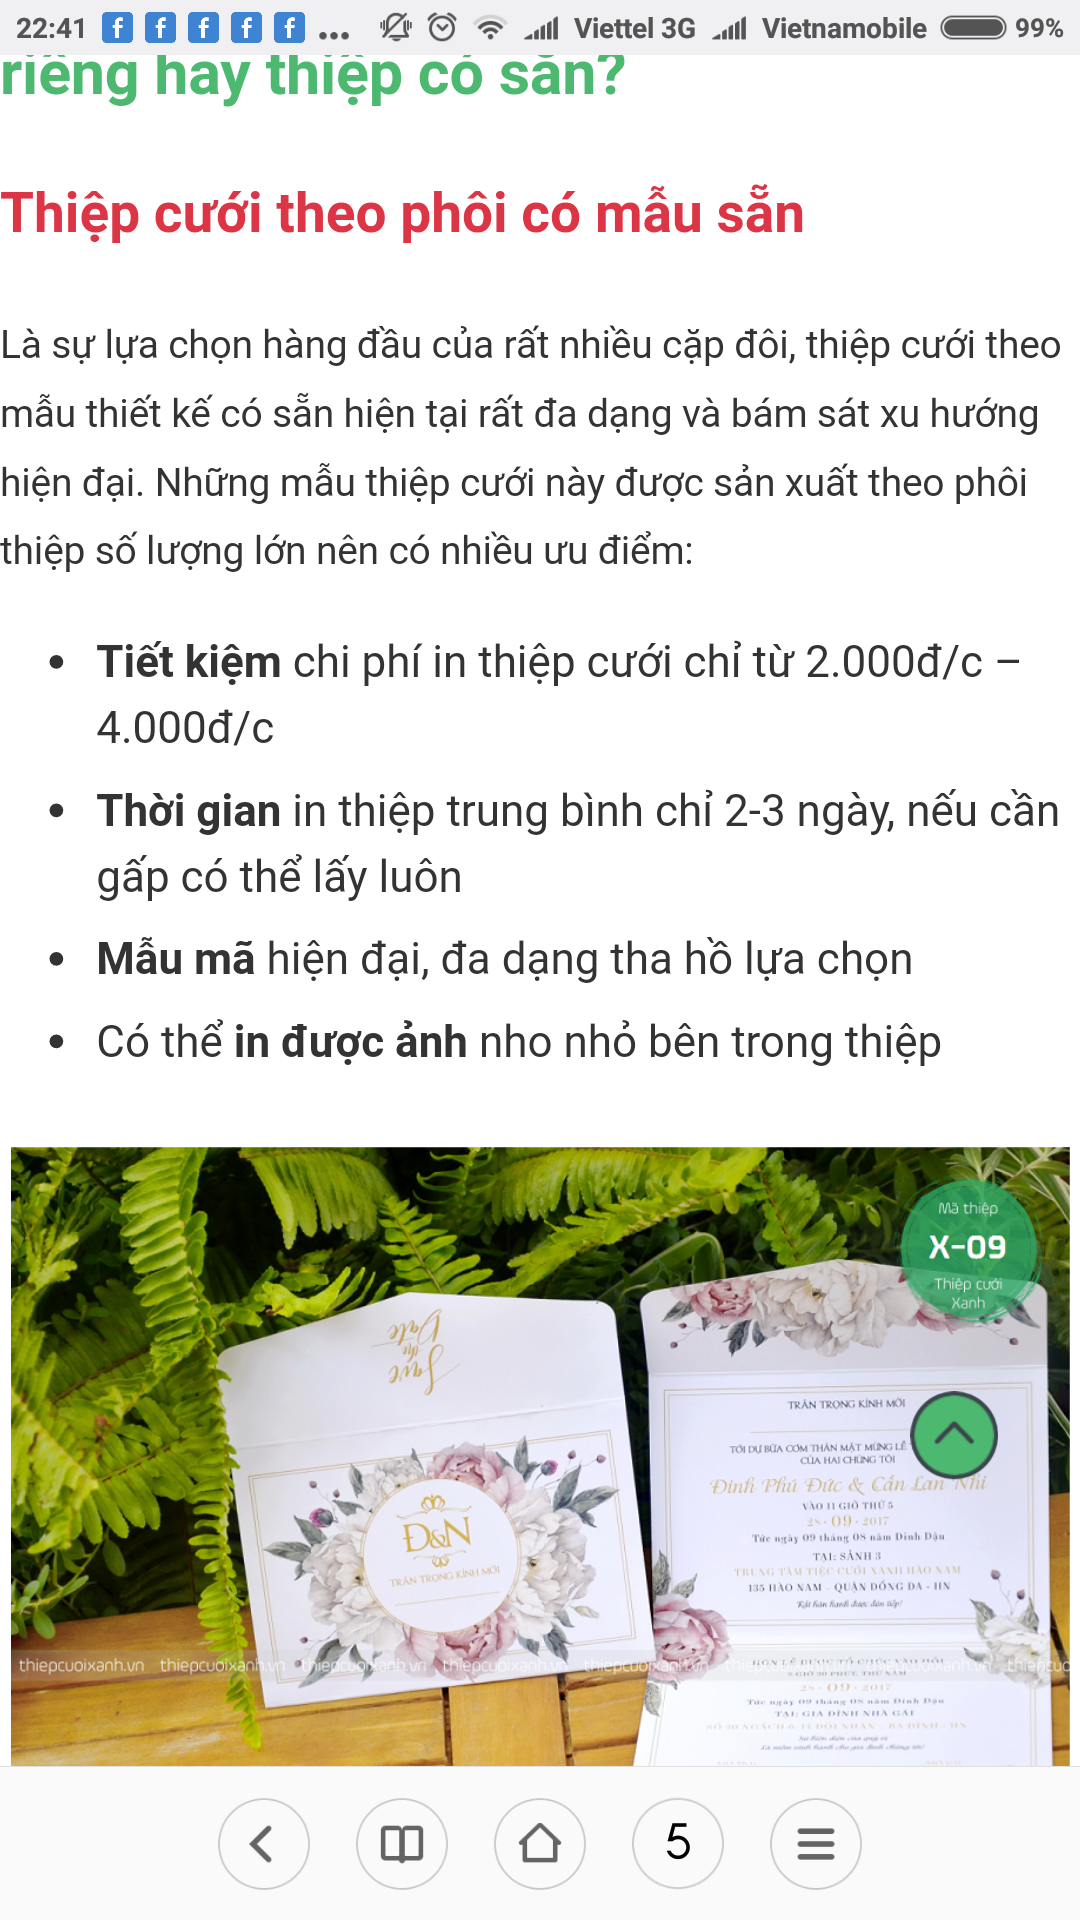 22:41 f f f f f ... Viettel 3G Vietnamobile 99%
riêng hay thiệp có sẵn?
Thiệp cưới theo phôi có mẫu sẵn
Là sự lựa chọn hàng đầu của rất nhiều cặp đôi, thiệp cưới theo
mẫu thiết kế có sẵn hiện tại rất đa dạng và bám sát xu hướng
hiện đại. Những mẫu thiệp cưới này được sản xuất theo phôi
thiệp số lượng lớn nên có nhiều ưu điểm:
• Tiết kiệm chi phí in thiệp cưới chỉ từ 2.000đ/c –
4.000đ/c
• Thời gian in thiệp trung bình chỉ 2-3 ngày, nếu cần
gấp có thể lấy luôn
• Mẫu mã hiện đại, đa dạng tha hồ lựa chọn
• Có thể in được ảnh nho nhỏ bên trong thiệp
Mã thiệp
X-09
Thiệp cưới
Xanh
Save
the
Date
Đ&N
TRÂN TRỌNG KÍNH MỜI
TRÂN TRỌNG KÍNH MỜI
TỚI DỰ BỮA CƠM THÂN MẬT MỪNG LỄ
CỦA HAI CHÚNG TÔI
Đinh Phú Đức & Cấn Lan Nhi
VÀO 11 GIỜ THỨ 5
28 · 09 · 2017
Tức ngày 09 tháng 08 năm Đinh Dậu
TẠI: SẢNH 3
TRUNG TÂM TIỆC CƯỚI XANH HÀO NAM
135 HÀO NAM - QUẬN ĐỐNG ĐA - HN
Rất hân hạnh được đón tiếp!
thiepcuoixanh.vn thiepcuoixanh.vn thiepcuoixanh.vn thiepcuoixanh.vn thiepcuoixanh.vn thiepcuoixanh.vn thiepcuoixanh.vn thiepcuo
28 · 09 · 2017
Tức ngày 09 tháng 08 năm Đinh Dậu
TẠI: GIA ĐÌNH NHÀ GÁI
5